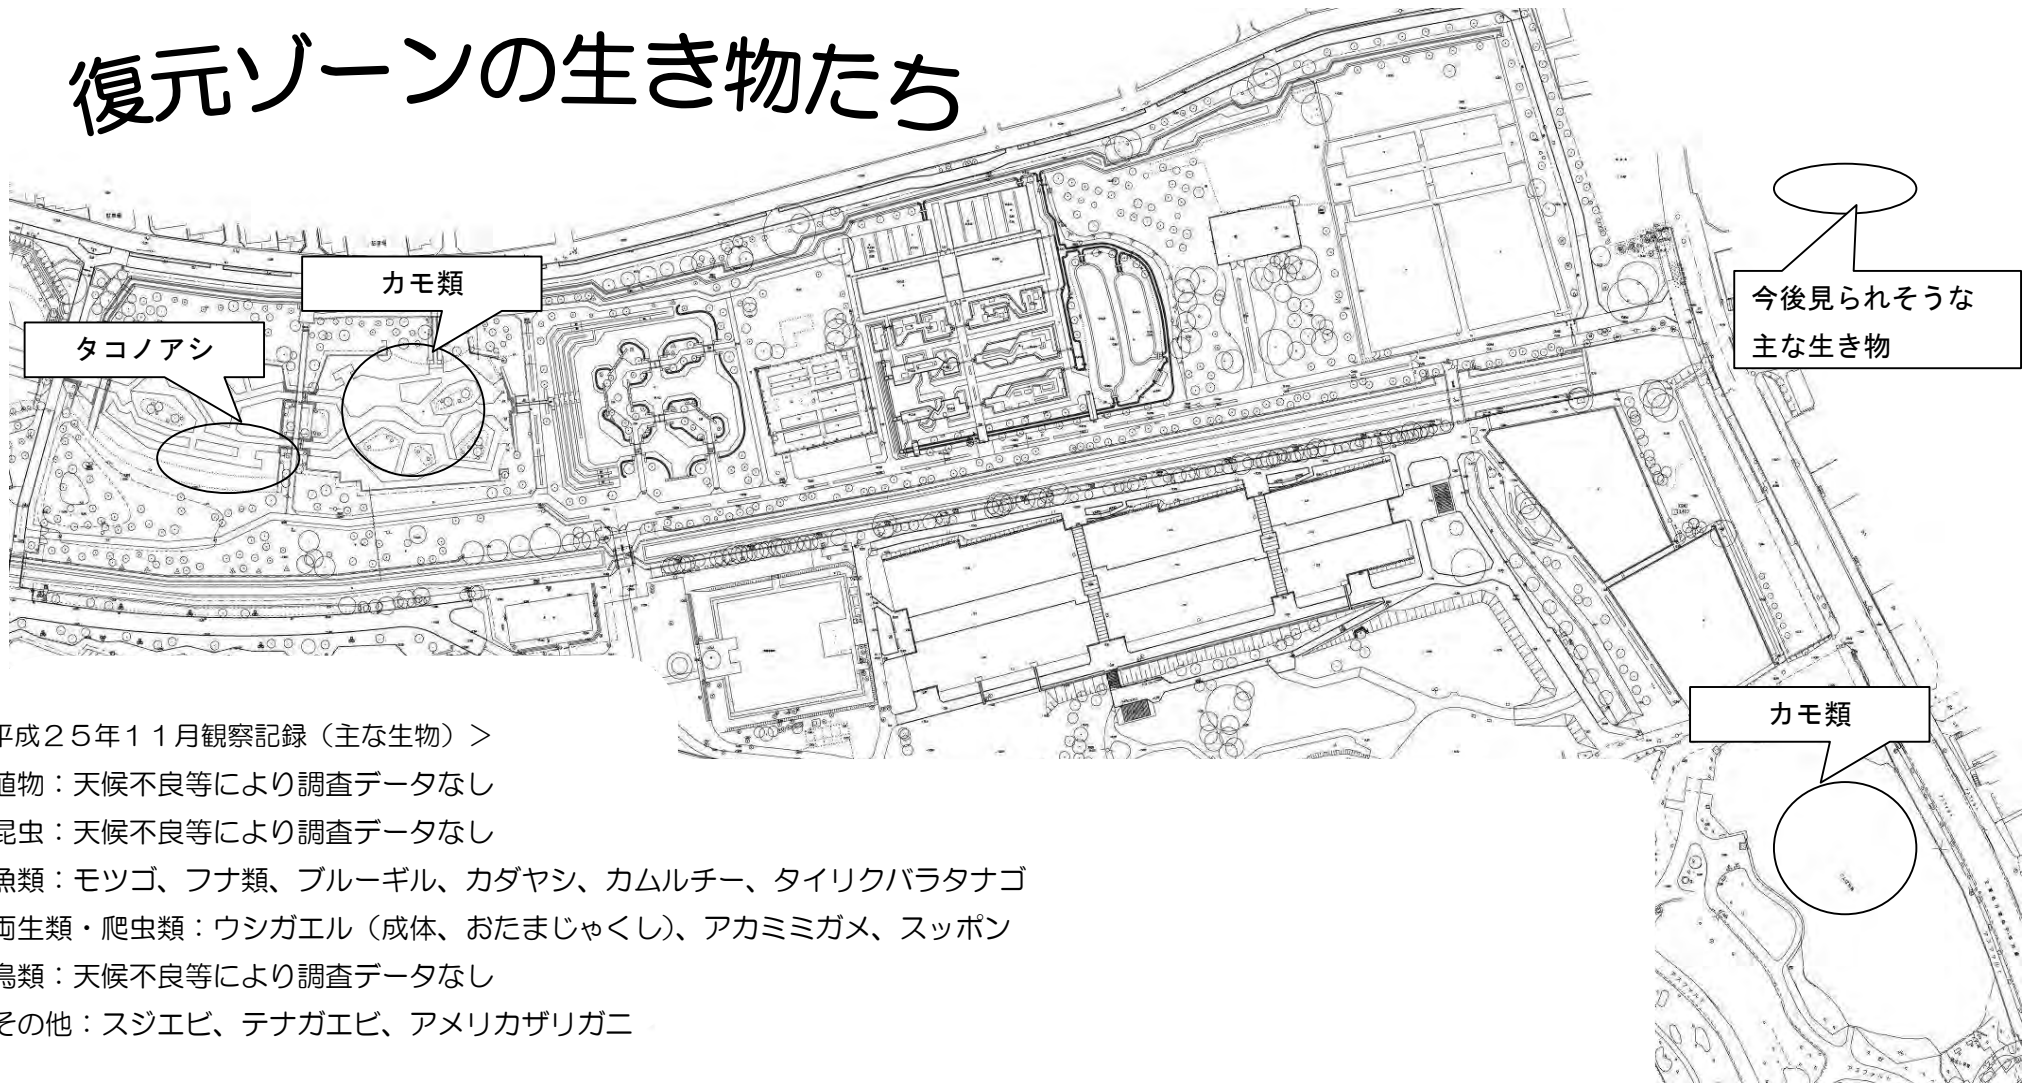 復元ゾーンの生き物たち
カモ類
タコノアシ
今後見られそうな
主な生き物
カモ類
平成２５年１１月観察記録（主な生物）＞
植物：天候不良等により調査データなし
昆虫：天候不良等により調査データなし
魚類：モツゴ、フナ類、ブルーギル、カダヤシ、カムルチー、タイリクバラタナゴ
両生類・爬虫類：ウシガエル（成体、おたまじゃくし）、アカミミガメ、スッポン
鳥類：天候不良等により調査データなし
その他：スジエビ、テナガエビ、アメリカザリガニ